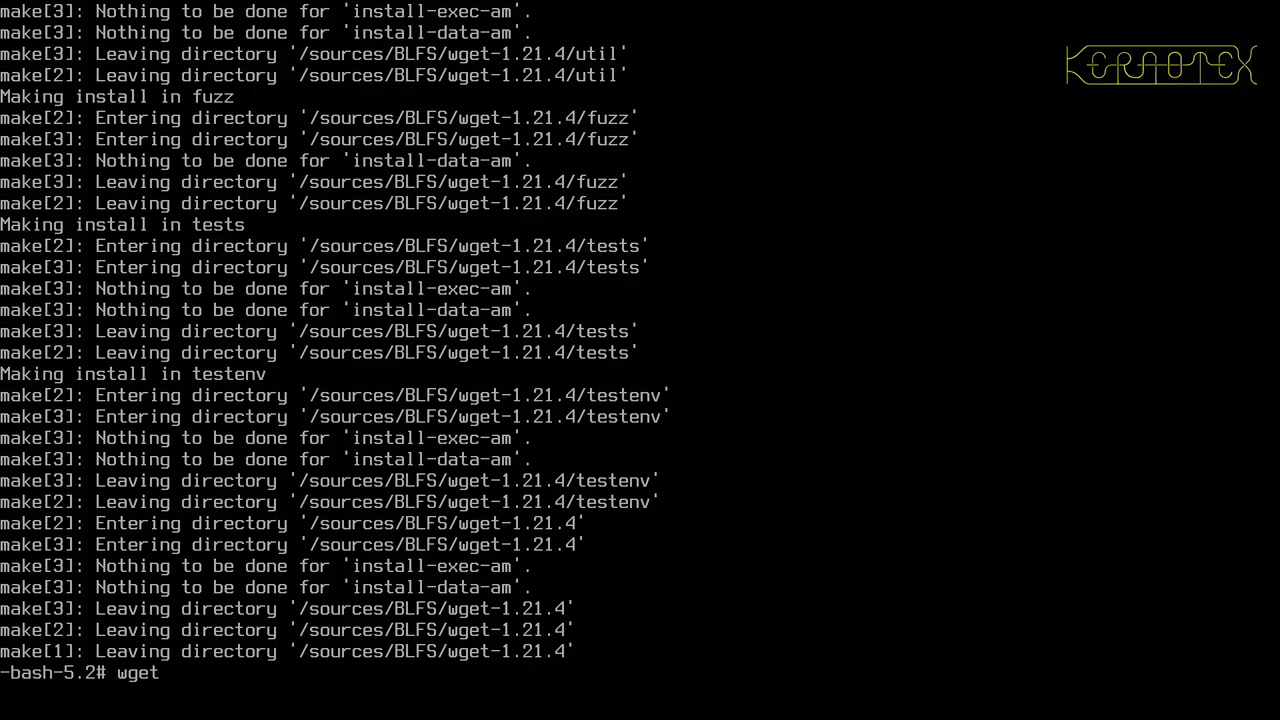 make[3]: Nothing to be done for 'install-exec-am'.
make[3]: Nothing to be done for 'install-data-am'.
make[3]: Leaving directory '/sources/BLFS/wget-1.21.4/util'
make[2]: Leaving directory '/sources/BLFS/wget-1.21.4/util'
Making install in fuzz
make[2]: Entering directory '/sources/BLFS/wget-1.21.4/fuzz'
make[3]: Entering directory '/sources/BLFS/wget-1.21.4/fuzz'
make[3]: Nothing to be done for 'install-data-am'.
make[3]: Leaving directory '/sources/BLFS/wget-1.21.4/fuzz'
make[2]: Leaving directory '/sources/BLFS/wget-1.21.4/fuzz'
Making install in tests
make[2]: Entering directory '/sources/BLFS/wget-1.21.4/tests'
make[3]: Entering directory '/sources/BLFS/wget-1.21.4/tests'
make[3]: Nothing to be done for 'install-exec-am'.
make[3]: Nothing to be done for 'install-data-am'.
make[3]: Leaving directory '/sources/BLFS/wget-1.21.4/tests'
make[2]: Leaving directory '/sources/BLFS/wget-1.21.4/tests'
Making install in testenv
make[2]: Entering directory '/sources/BLFS/wget-1.21.4/testenv'
make[3]: Entering directory '/sources/BLFS/wget-1.21.4/testenv'
make[3]: Nothing to be done for 'install-exec-am'.
make[3]: Nothing to be done for 'install-data-am'.
make[3]: Leaving directory '/sources/BLFS/wget-1.21.4/testenv'
make[2]: Leaving directory '/sources/BLFS/wget-1.21.4/testenv'
make[2]: Entering directory '/sources/BLFS/wget-1.21.4'
make[3]: Entering directory '/sources/BLFS/wget-1.21.4'
make[3]: Nothing to be done for 'install-exec-am'.
make[3]: Nothing to be done for 'install-data-am'.
make[3]: Leaving directory '/sources/BLFS/wget-1.21.4'
make[2]: Leaving directory '/sources/BLFS/wget-1.21.4'
make[1]: Leaving directory '/sources/BLFS/wget-1.21.4'
-bash-5.2# wget